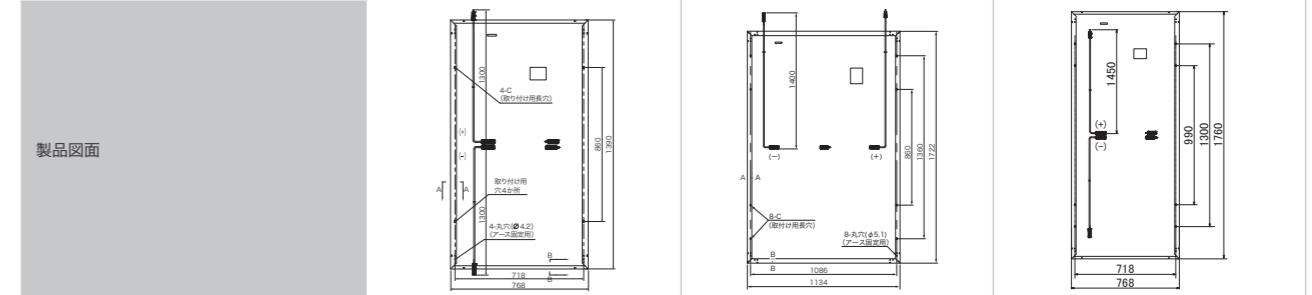 製品図面
1300
4-C
(取り付け用長穴)
(+)
(-)
860
1390
取り付け用
穴4か所
A
A
1300
4-丸穴(Ø4.2)
(アース固定用)
B
B
718
768
1400
(−)
(+)
860
1360
1722
A
A
8-C
(取付け用長穴)
8-丸穴(φ5.1)
(アース固定用)
B
B
1086
1134
1450
(+)
(−)
990
1300
1760
718
768